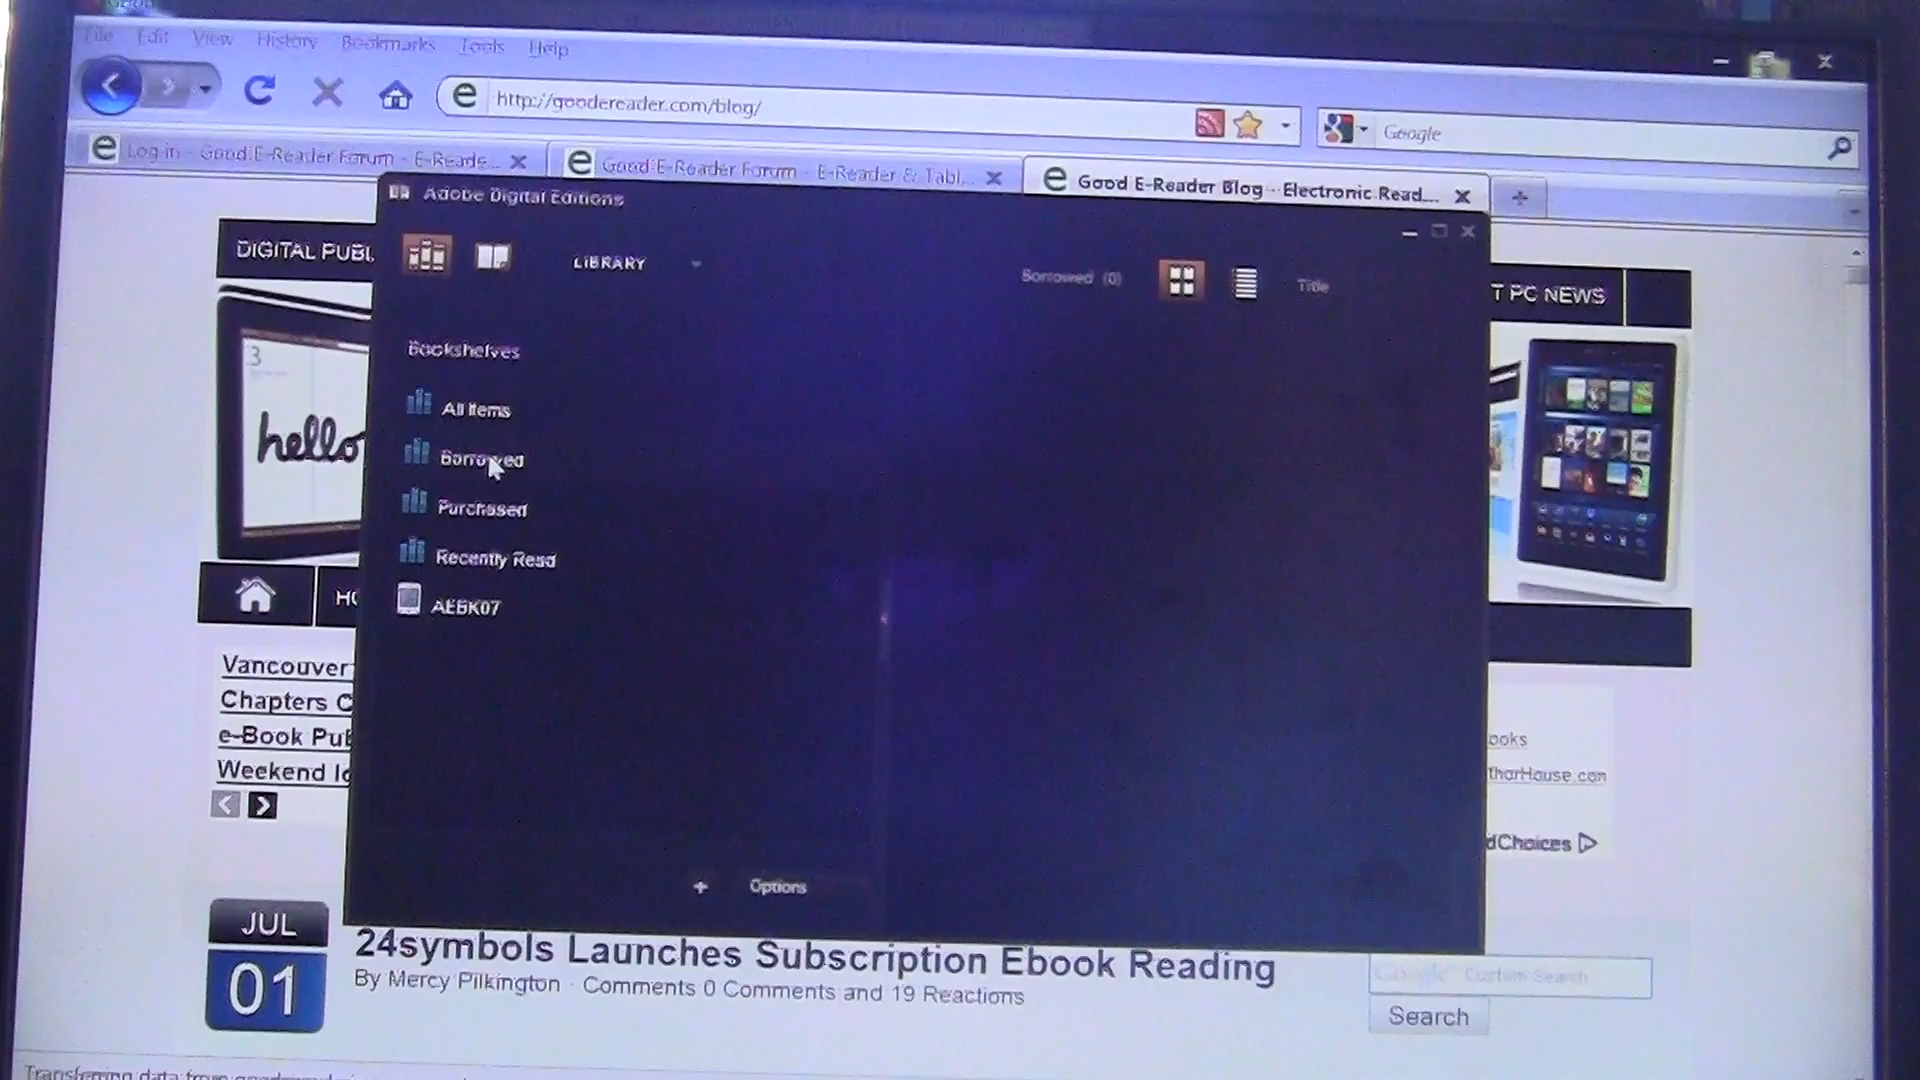 File Edit View History Bookmarks Tools Help
http://goodereader.com/blog/
Google
Log-in - Good E-Reader Forum - E-Reade...
Good E-Reader Forum - E-Reader & Tabl...
Good E-Reader Blog - Electronic Read...
Adobe Digital Editions
DIGITAL PUBL
LIBRARY
Borrowed (0)
Title
T PC NEWS
Bookshelves
3
hello
All Items
Borrowed
Purchased
Recently Read
AEBK07
HO
Vancouver
Chapters C
e-Book Pub
Weekend Io
ooks
tharHouse.com
dChoices
Options
JUL
01
24symbols Launches Subscription Ebook Reading
By Mercy Pilkington · Comments 0 Comments and 19 Reactions
Google Custom Search
Search